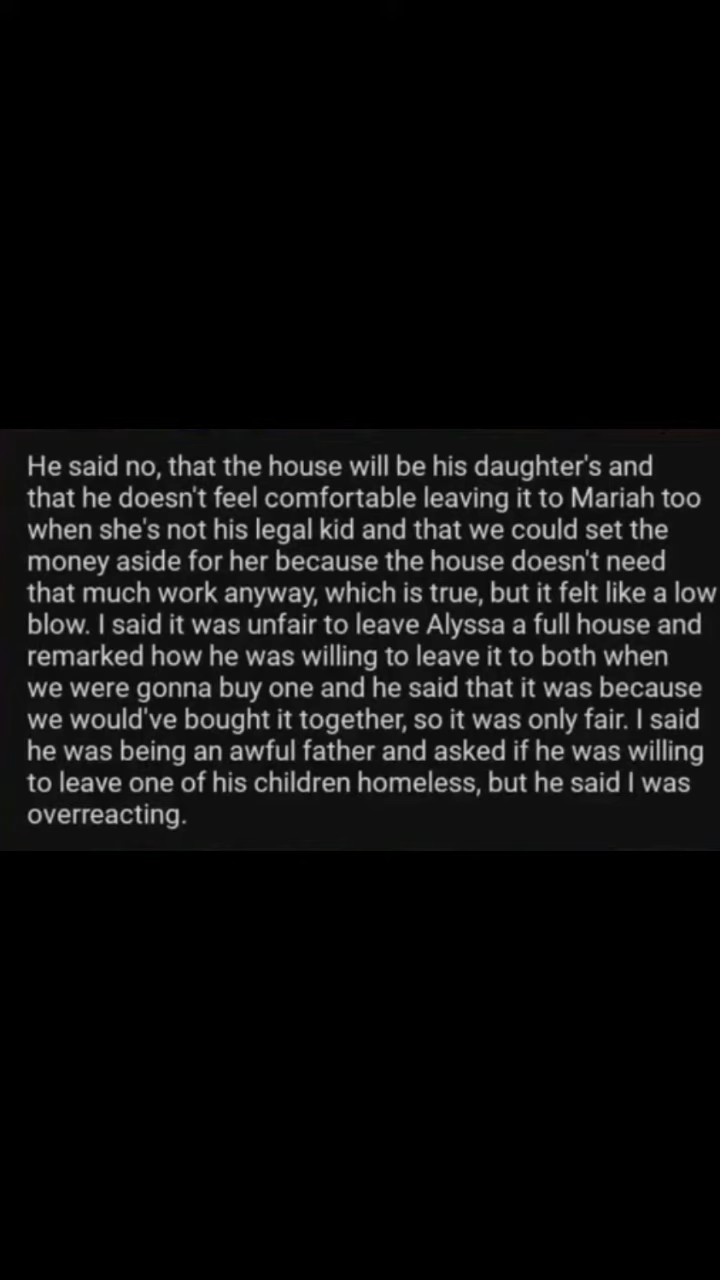 He said no, that the house will be his daughter's and
that he doesn't feel comfortable leaving it to Mariah too
when she's not his legal kid and that we could set the
money aside for her because the house doesn't need
that much work anyway, which is true, but it felt like a low
blow. I said it was unfair to leave Alyssa a full house and
remarked how he was willing to leave it to both when
we were gonna buy one and he said that it was because
we would've bought it together, so it was only fair. I said
he was being an awful father and asked if he was willing
to leave one of his children homeless, but he said I was
overreacting.